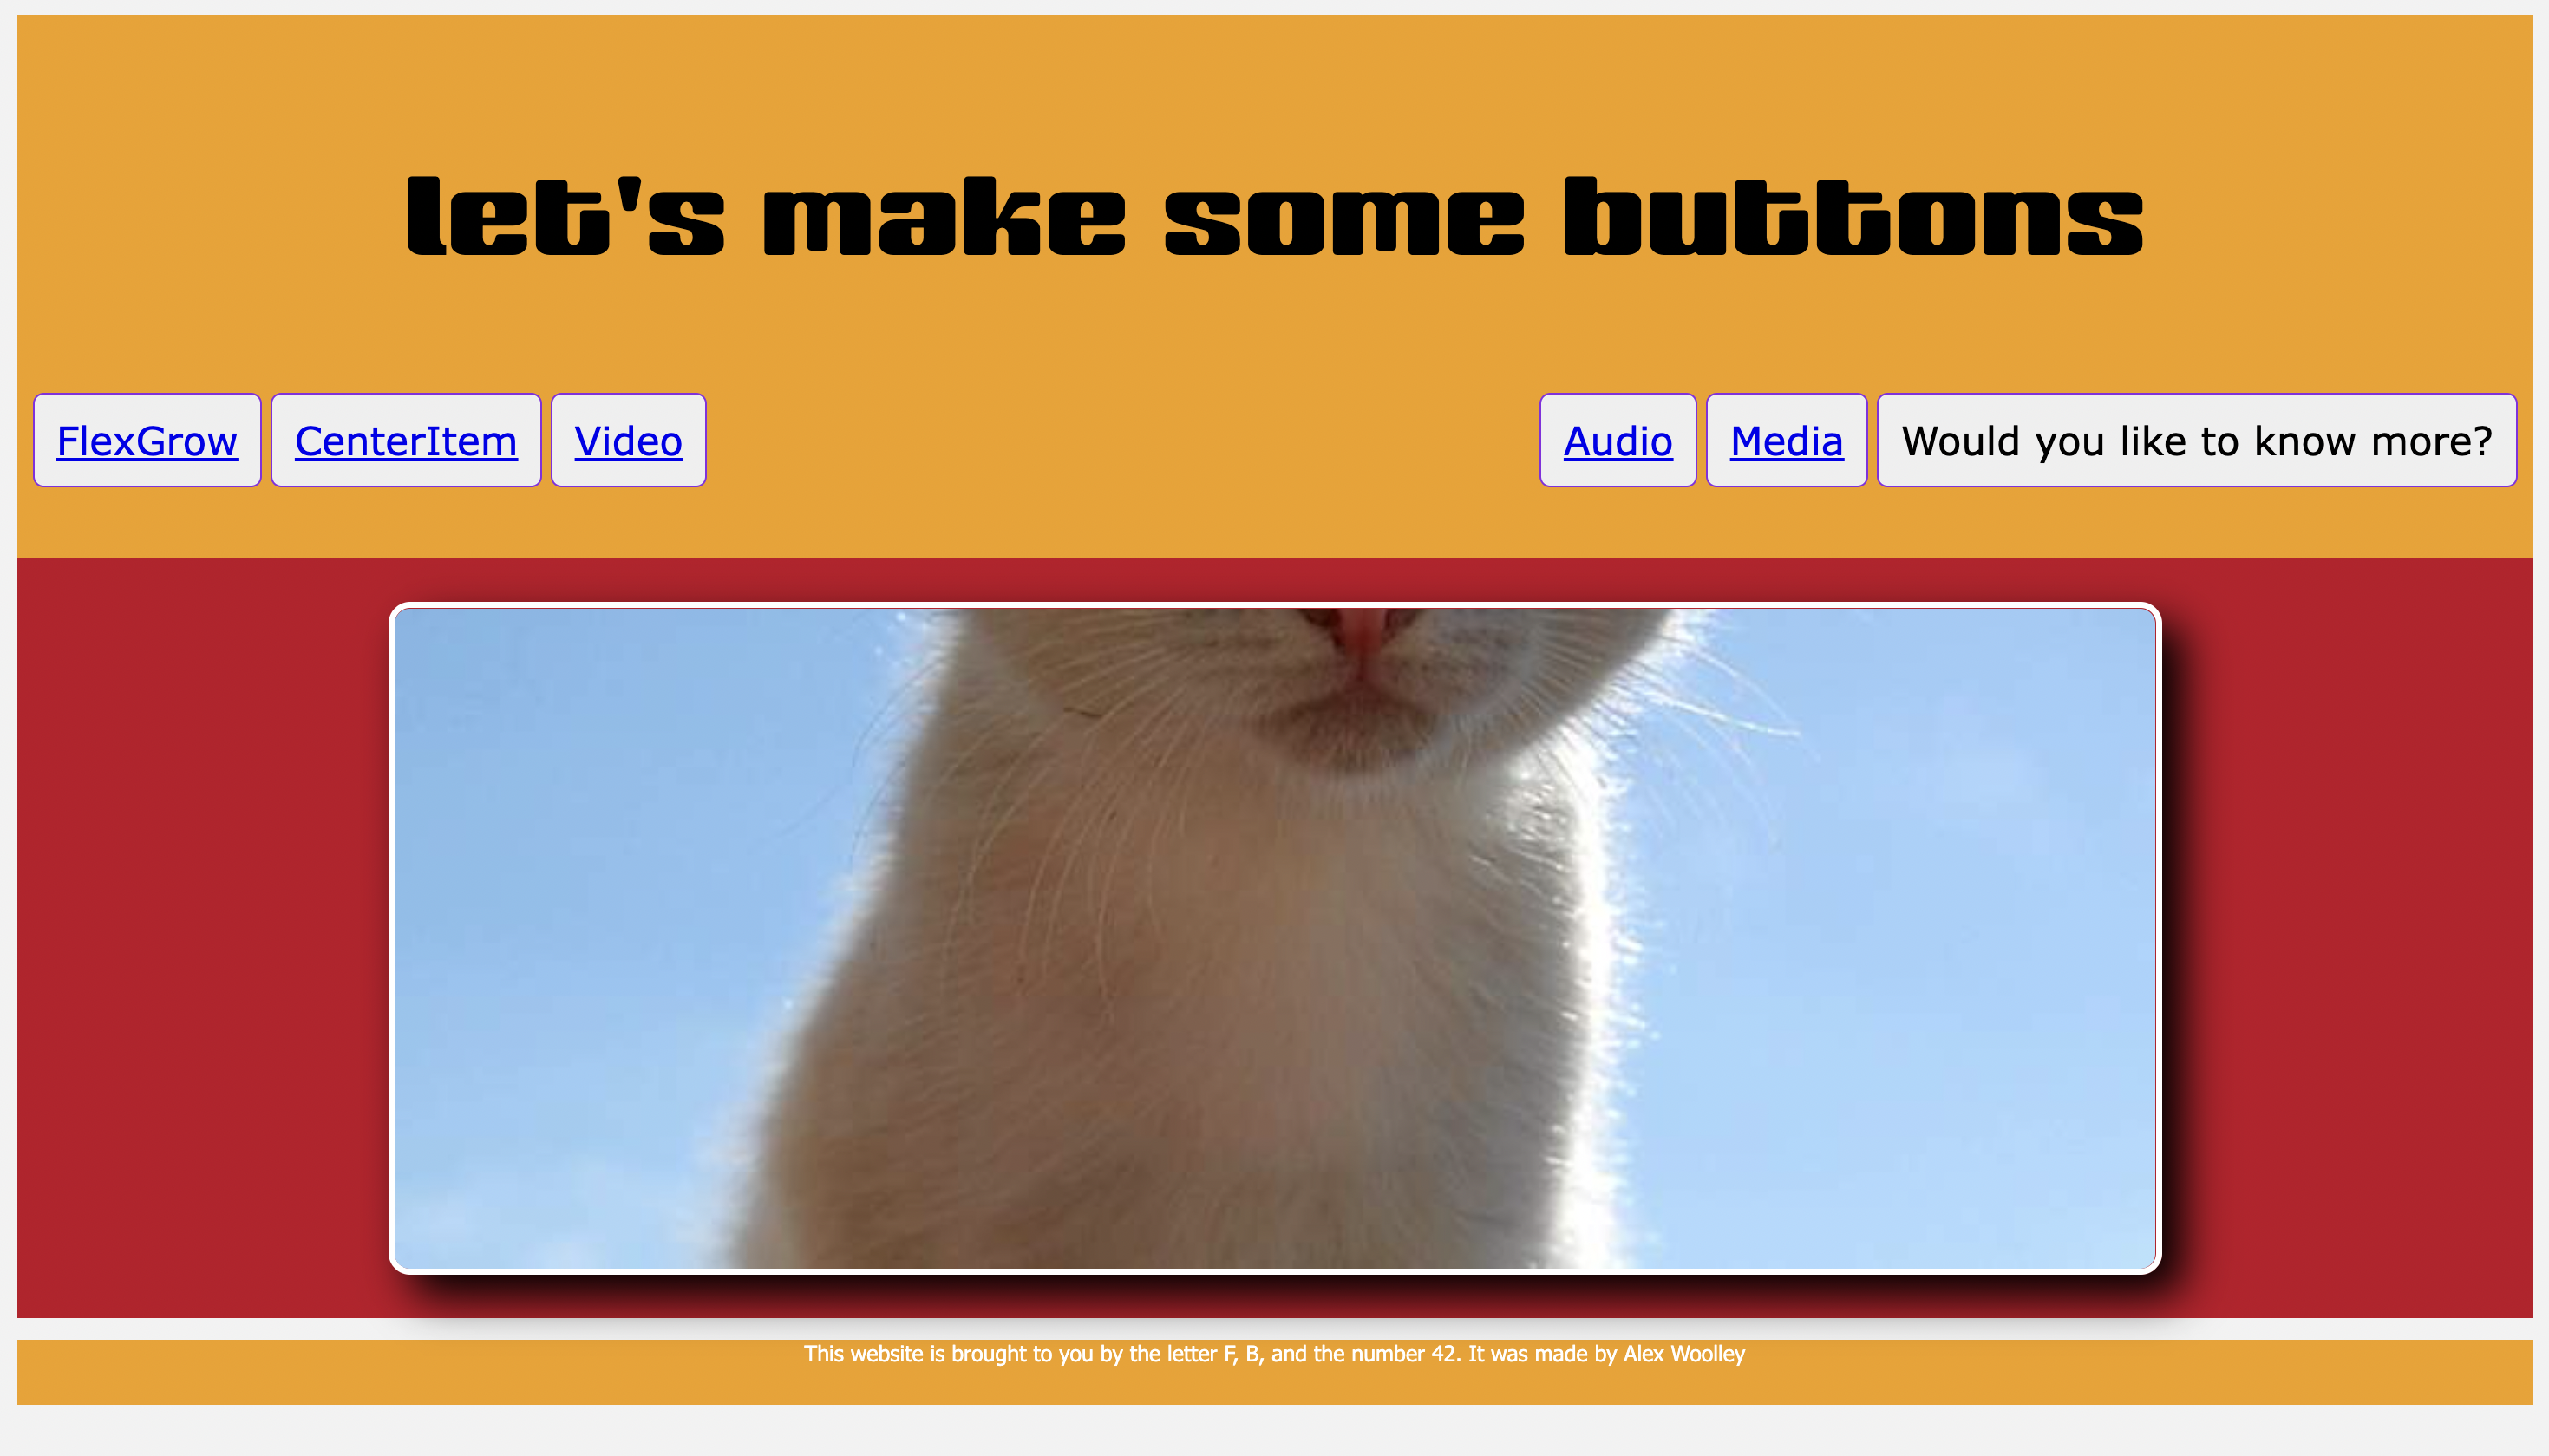 let's make some buttons
FlexGrow CenterItem Video Audio Media Would you like to know more?
This website is brought to you by the letter F, B, and the number 42. It was made by Alex Woolley